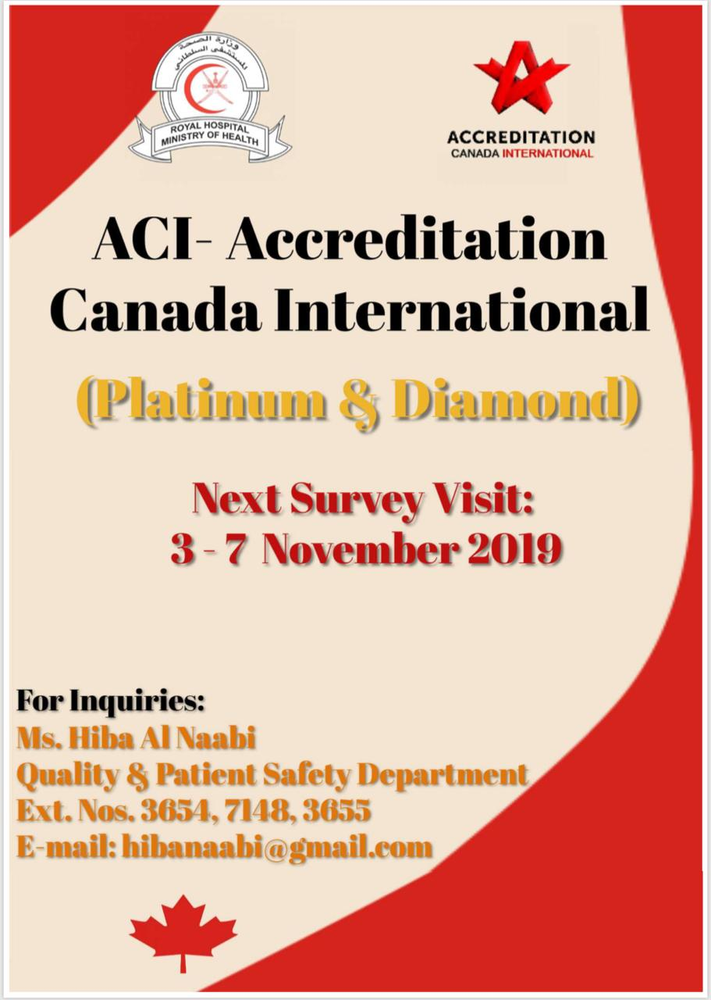 وزارة الصحة
المستشفى السلطاني
ROYAL HOSPITAL
MINISTRY OF HEALTH
ACCREDITATION
CANADA INTERNATIONAL
ACI- Accreditation
Canada International
(Platinum & Diamond)
Next Survey Visit:
3 - 7 November 2019
For Inquiries:
Ms. Hiba Al Naabi
Quality & Patient Safety Department
Ext. Nos. 3654, 7148, 3655
E-mail: hibanaabi@gmail.com